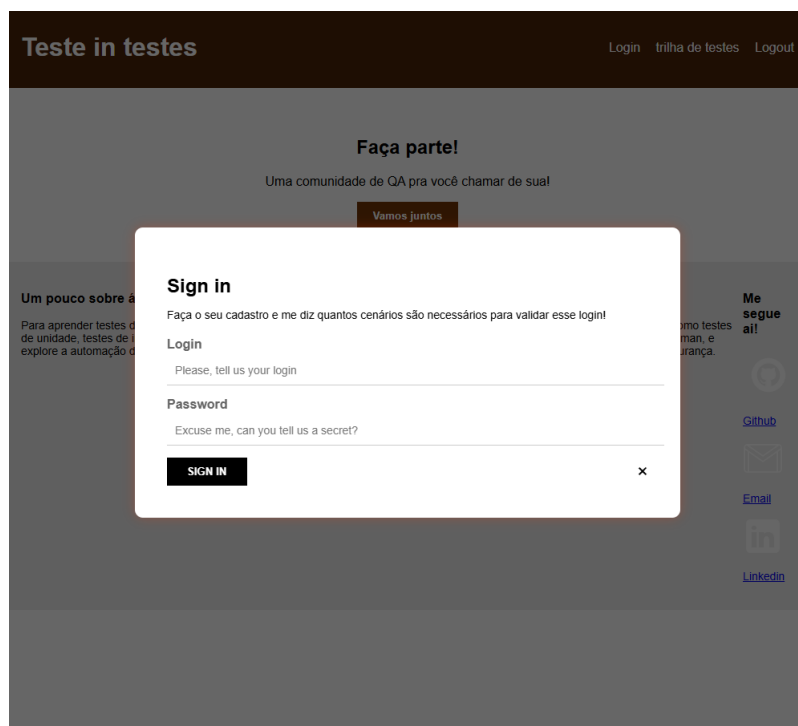 Teste in testes
Login trilha de testes Logout
Faça parte!
Uma comunidade de QA pra você chamar de sua!
Vamos juntos
Sign in
Faça o seu cadastro e me diz quantos cenários são necessários para validar esse login!
Login
Please, tell us your login
Password
Excuse me, can you tell us a secret?
SIGN IN
×
Um pouco sobre á
Para aprender testes d
de unidade, testes de i
explore a automação d
omo testes
man, e
urança.
Me
segue
ai!
Github
Email
in
Linkedin